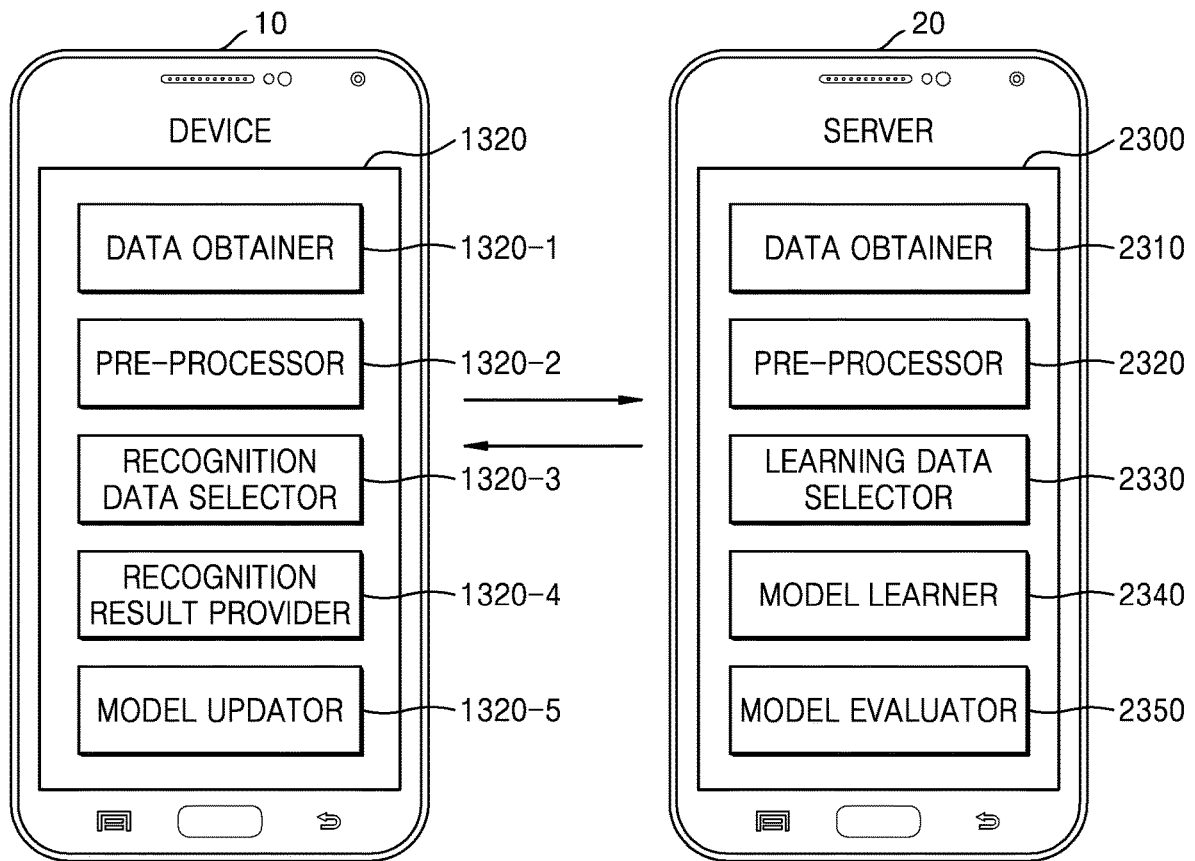 10
DEVICE
1320
DATA OBTAINER
1320-1
PRE-PROCESSOR
1320-2
RECOGNITION
DATA SELECTOR
1320-3
RECOGNITION
RESULT PROVIDER
1320-4
MODEL UPDATOR
1320-5
20
SERVER
2300
DATA OBTAINER
2310
PRE-PROCESSOR
2320
LEARNING DATA
SELECTOR
2330
MODEL LEARNER
2340
MODEL EVALUATOR
2350